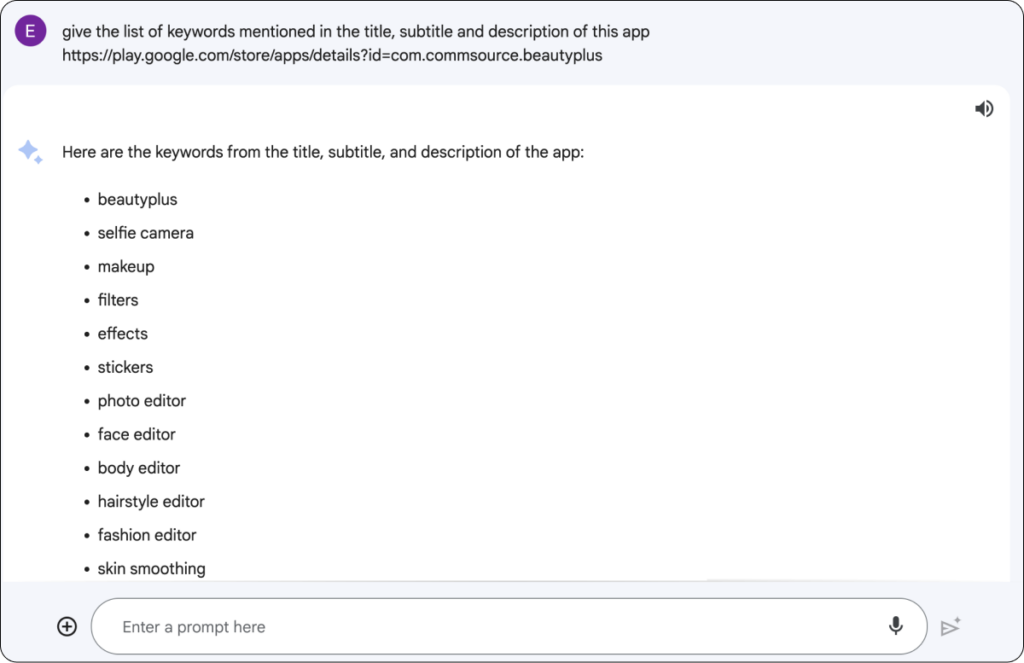 E
give the list of keywords mentioned in the title, subtitle and description of this app
https://play.google.com/store/apps/details?id=com.commsource.beautyplus
Here are the keywords from the title, subtitle, and description of the app:
• beautyplus
• selfie camera
• makeup
• filters
• effects
• stickers
• photo editor
• face editor
• body editor
• hairstyle editor
• fashion editor
• skin smoothing
Enter a prompt here